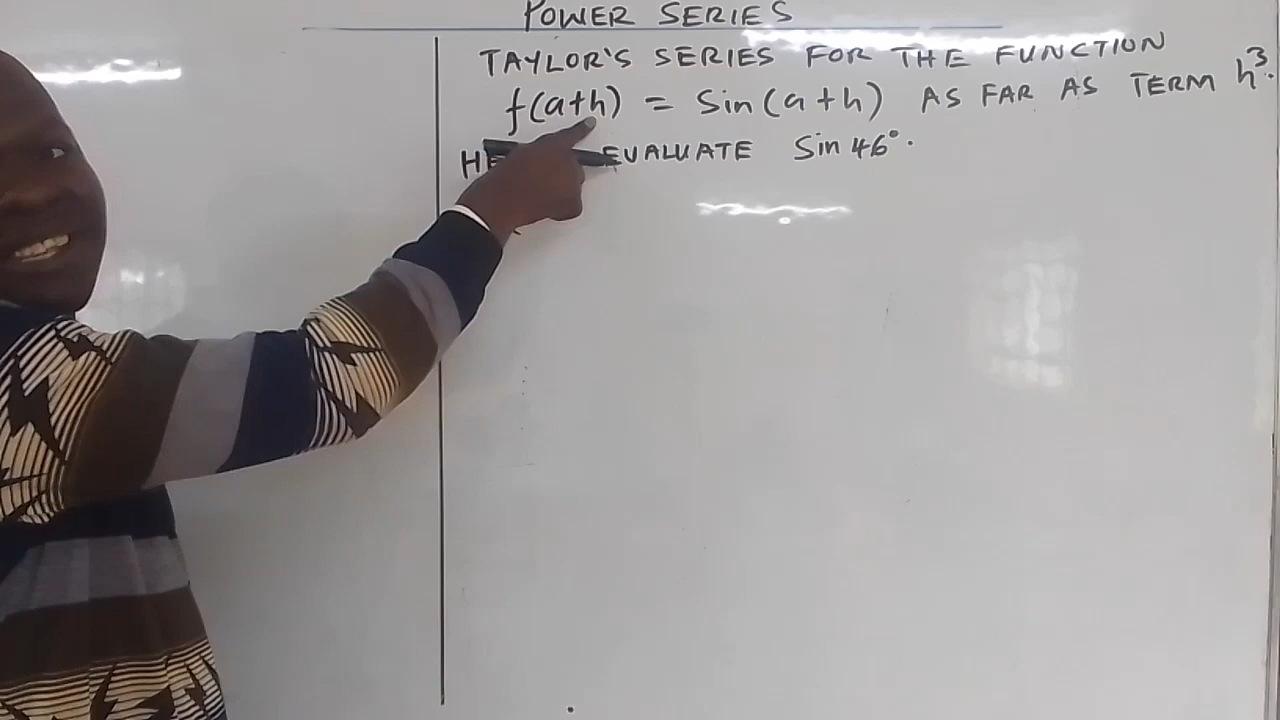 POWER SERIES
TAYLOR'S SERIES FOR THE FUNCTION
f(a+h) = Sin(a+h) AS FAR AS TERM h³.
EVALUATE Sin 46°.